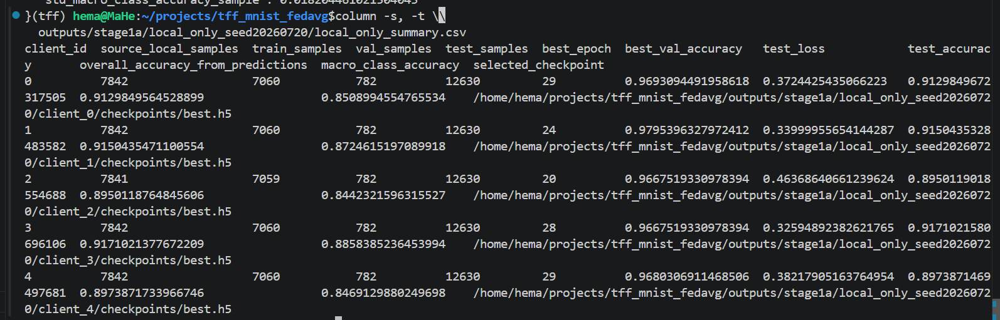 std_macro_class_accuracy_sample : 0.018204461021504045
}(tff) hema@MaHe:~/projects/tff_mnist_fedavg$column -s, -t \\
outputs/stage1a/local_only_seed20260720/local_only_summary.csv
client_id  source_local_samples  train_samples  val_samples  test_samples  best_epoch  best_val_accuracy   test_loss            test_accurac
y       overall_accuracy_from_predictions  macro_class_accuracy  selected_checkpoint
0          7842                  7060           782          12630         29          0.9693094491958618  0.3724425435066223   0.9129849672
317505  0.9129849564528899                 0.8508994554765534    /home/hema/projects/tff_mnist_fedavg/outputs/stage1a/local_only_seed2026072
0/client_0/checkpoints/best.h5
1          7842                  7060           782          12630         24          0.9795396327972412  0.33999955654144287  0.9150435328
483582  0.9150435471100554                 0.8724615197089918    /home/hema/projects/tff_mnist_fedavg/outputs/stage1a/local_only_seed2026072
0/client_1/checkpoints/best.h5
2          7841                  7059           782          12630         20          0.9667519330978394  0.46368640661239624  0.8950119018
554688  0.8950118764845606                 0.8442321596315527    /home/hema/projects/tff_mnist_fedavg/outputs/stage1a/local_only_seed2026072
0/client_2/checkpoints/best.h5
3          7842                  7060           782          12630         28          0.9667519330978394  0.32594892382621765  0.9171021580
696106  0.9171021377672209                 0.8858385236453994    /home/hema/projects/tff_mnist_fedavg/outputs/stage1a/local_only_seed2026072
0/client_3/checkpoints/best.h5
4          7842                  7060           782          12630         29          0.9680306911468506  0.38217905163764954  0.8973871469
497681  0.8973871733966746                 0.8469129880249698    /home/hema/projects/tff_mnist_fedavg/outputs/stage1a/local_only_seed2026072
0/client_4/checkpoints/best.h5